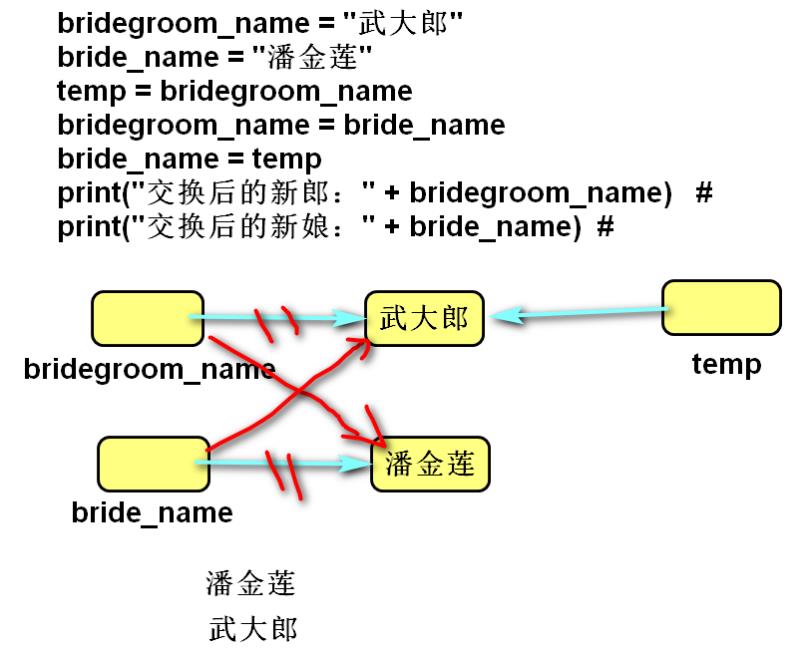 bridegroom_name = "武大郎"
bride_name = "潘金莲"
temp = bridegroom_name
bridegroom_name = bride_name
bride_name = temp
print("交换后的新郎：" + bridegroom_name)   #
print("交换后的新娘：" + bride_name)  #
武大郎
bridegroom_name
temp
潘金莲
bride_name
潘金莲
武大郎